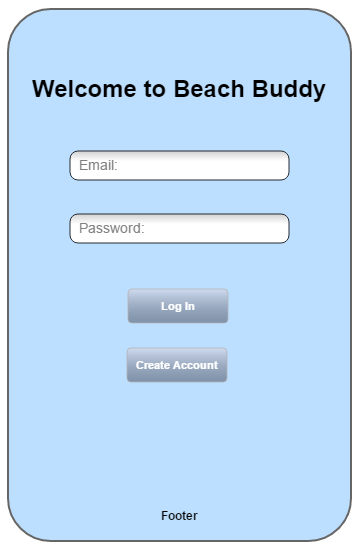 Welcome to Beach Buddy
Email:
Password:
Log In
Create Account
Footer